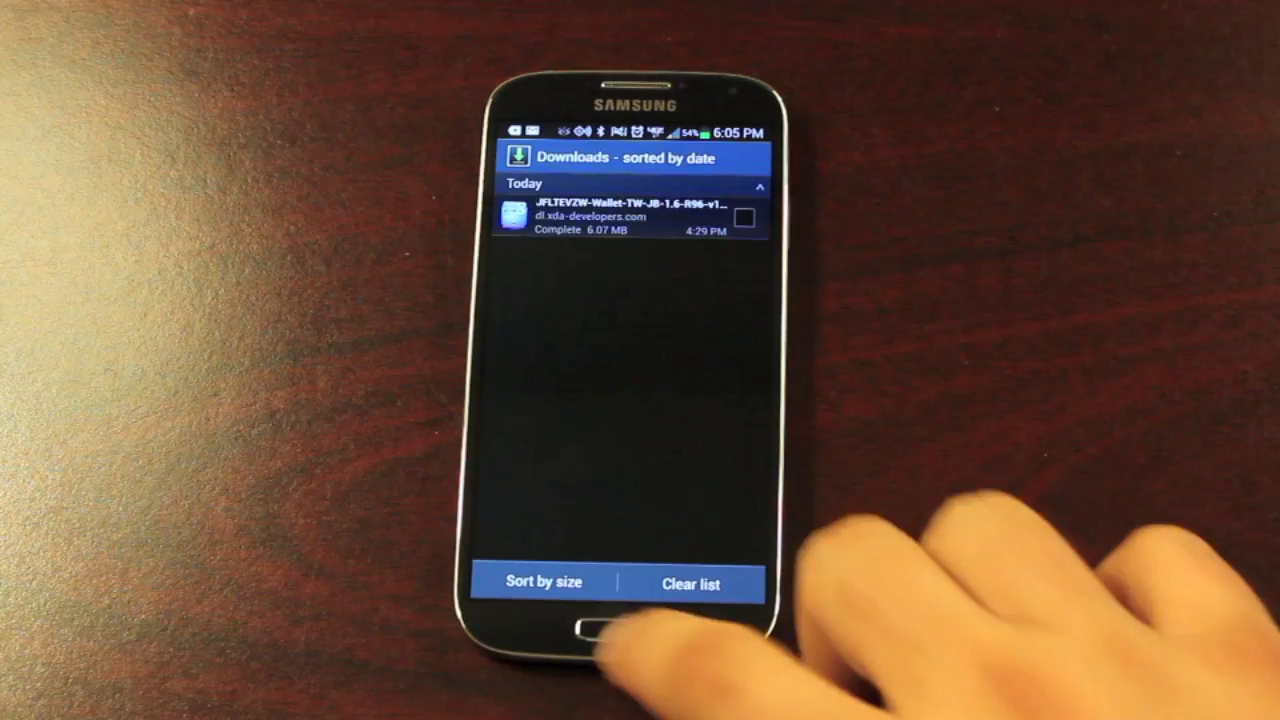 SAMSUNG
54% 6:05 PM
Downloads - sorted by date
Today
JFLTEVZW-Wallet-TW-JB-1.6-R96-v1...
dl.xda-developers.com
Complete 6.07 MB 4:29 PM
Sort by size Clear list